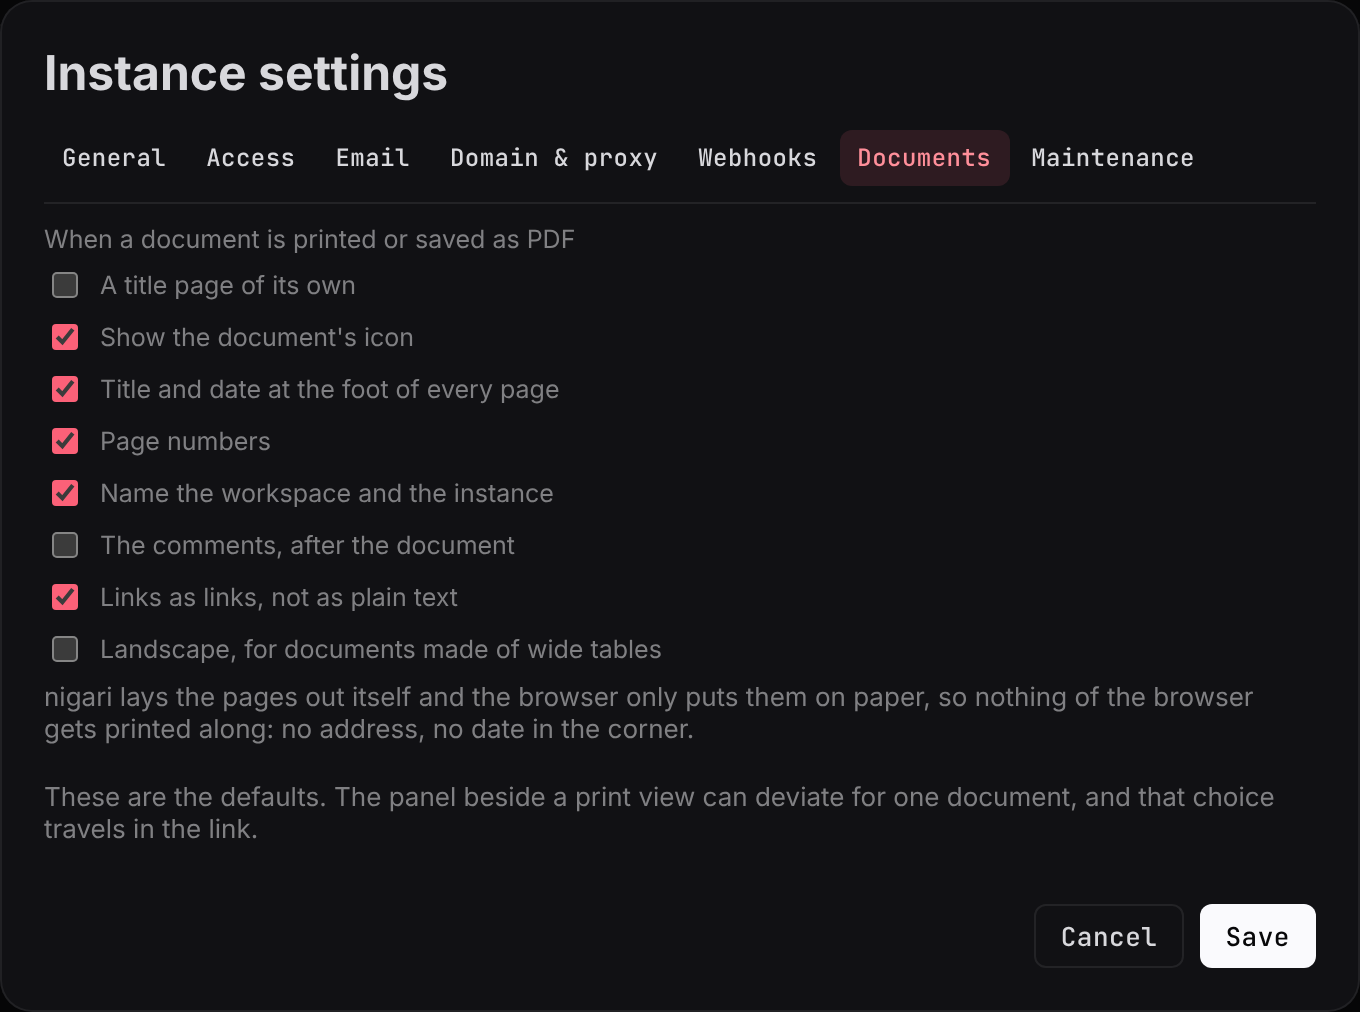 Instance settings
General Access Email Domain & proxy Webhooks Documents Maintenance
When a document is printed or saved as PDF
A title page of its own
Show the document's icon
Title and date at the foot of every page
Page numbers
Name the workspace and the instance
The comments, after the document
Links as links, not as plain text
Landscape, for documents made of wide tables
nigari lays the pages out itself and the browser only puts them on paper, so nothing of the browser
gets printed along: no address, no date in the corner.
These are the defaults. The panel beside a print view can deviate for one document, and that choice
travels in the link.
Cancel Save